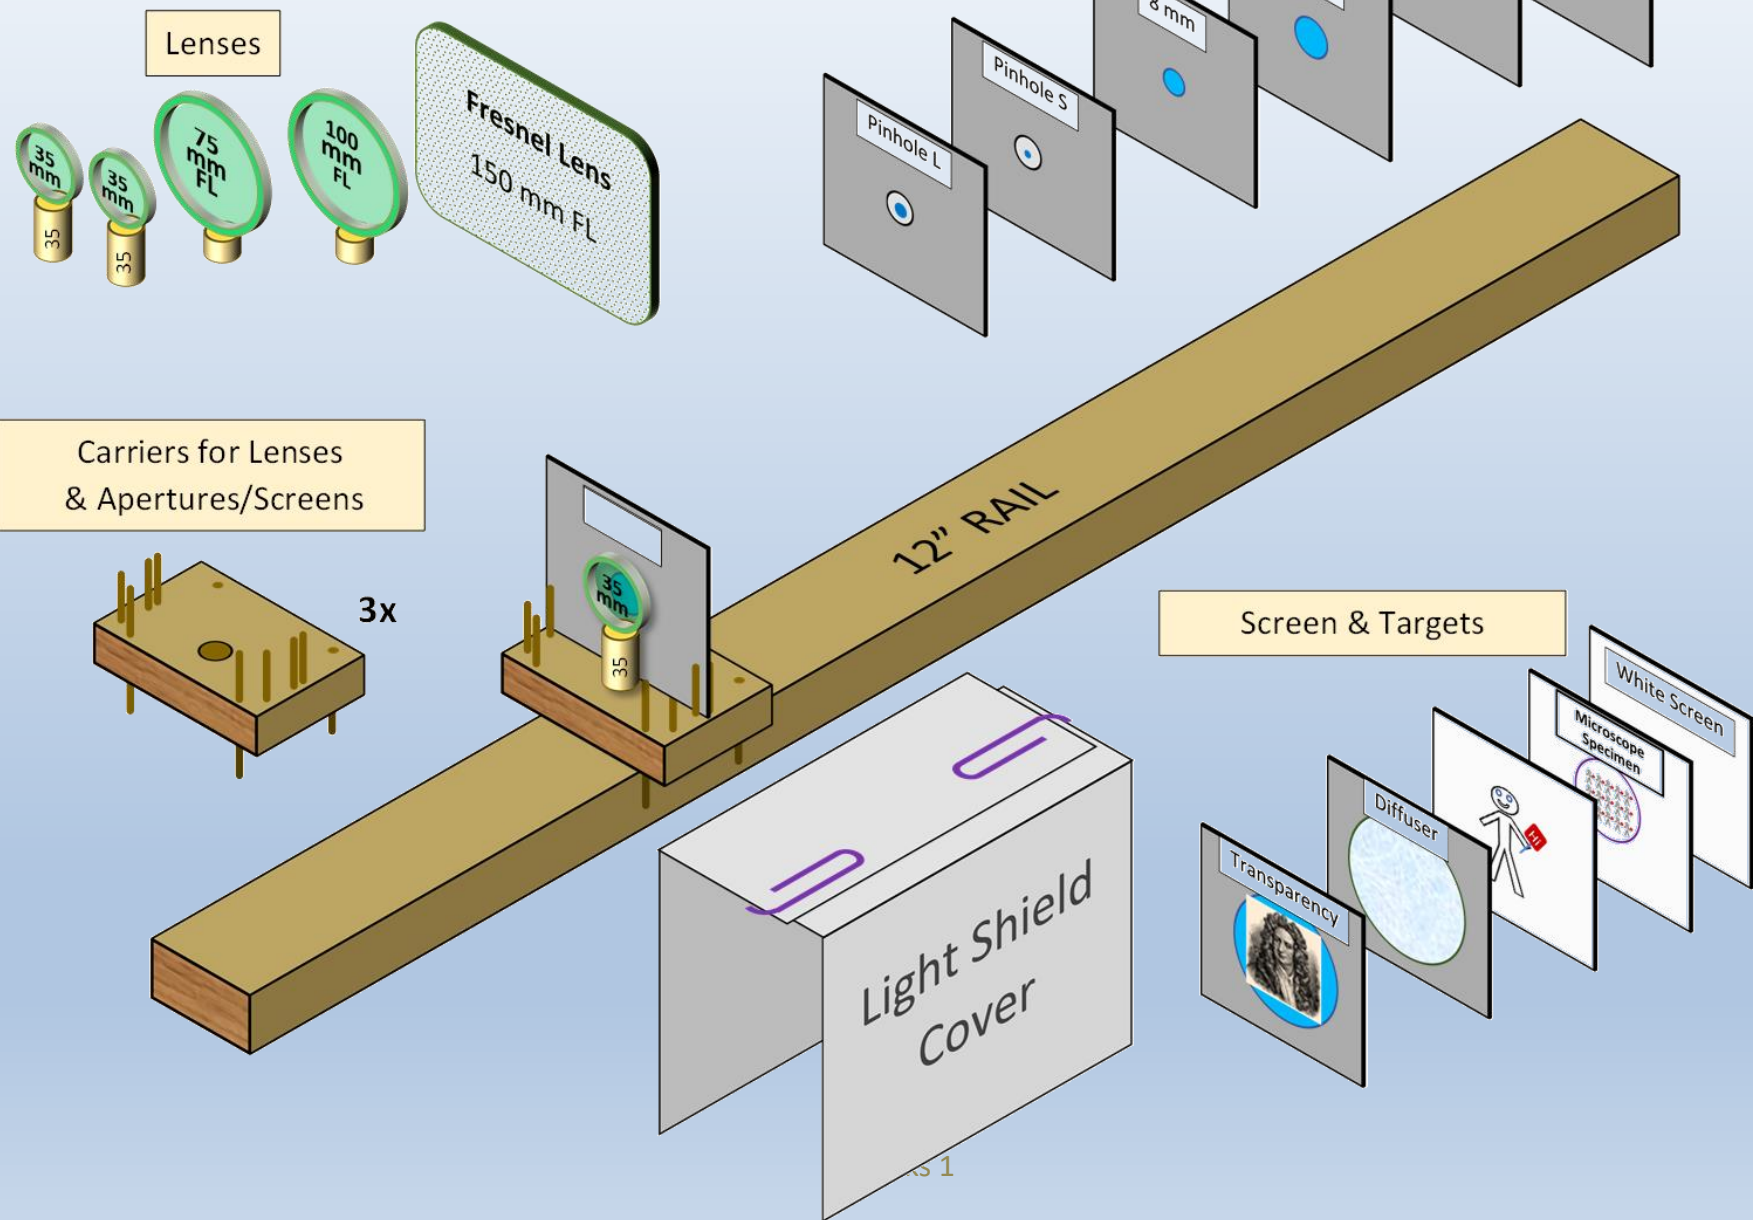 Lenses
35
mm
35
35
mm
35
75
mm
FL
100
mm
FL
Fresnel Lens
150 mm FL
Pinhole L
Pinhole S
8 mm
Carriers for Lenses
& Apertures/Screens
3x
35
mm
35
12” RAIL
Light Shield
Cover
Screen & Targets
Transparency
Diffuser
Hi
Microscope
Specimen
White Screen
1